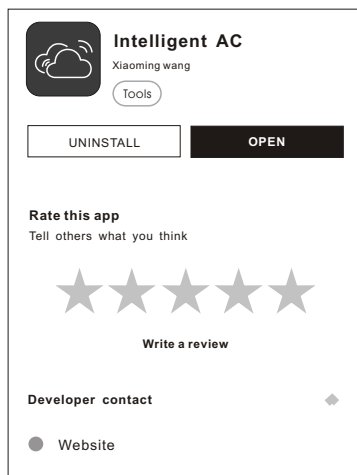 Intelligent AC
Xiaoming wang
Tools
UNINSTALL
OPEN
Rate this app
Tell others what you think
Write a review
Developer contact
Website